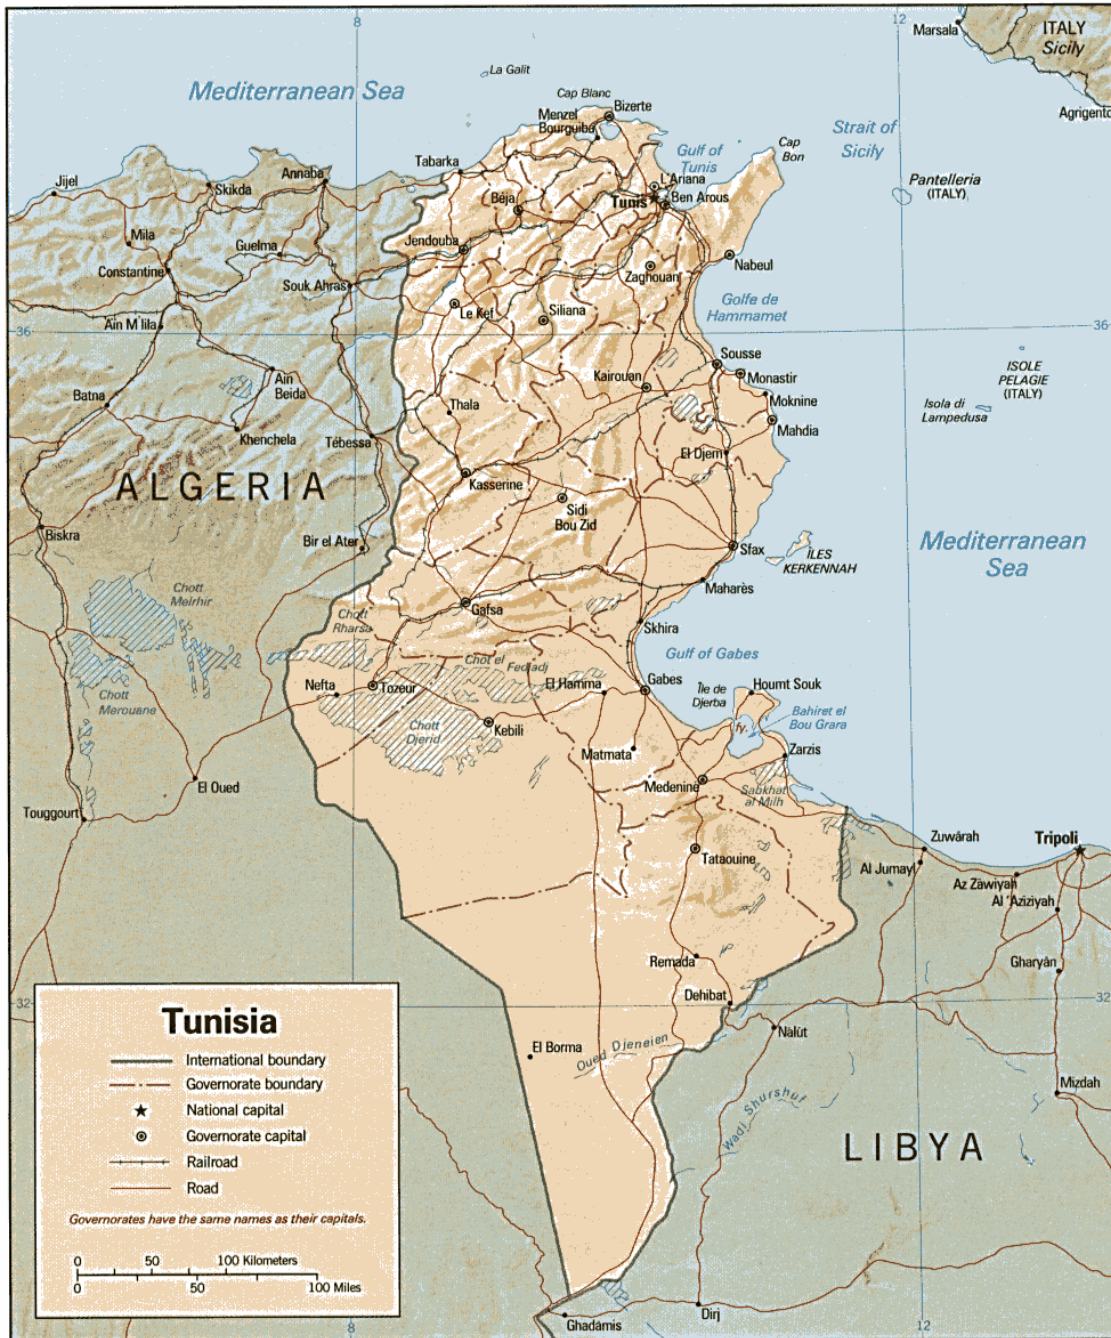 8
12
Marsala
ITALY
Sicily
Agrigento
La Galit
Mediterranean Sea
Cap Blanc
Bizerte
Menzel
Bourguiba
Gulf of
Tunis
Cap
Bon
Strait of
Sicily
Pantelleria
(ITALY)
Jijel
Skikda
Annaba
Tabarka
L'Ariana
Tunis
Ben Arous
Béja
Mila
Guelma
Jendouba
Constantine
Souk Ahras
Zaghouan
Nabeul
Le Kef
Siliana
Golfe de
Hammamet
36
36
Aïn M'lila
Sousse
ISOLE
PELAGIE
(ITALY)
Aïn
Beida
Kairouan
Monastir
Batna
Thala
Moknine
Isola di
Lampedusa
Mahdia
Khenchela
Tébessa
El Djem
ALGERIA
Kasserine
Sidi
Bou Zid
Biskra
Bir el Ater
Sfax
ÎLES
KERKENNAH
Mediterranean
Sea
Chott
Melrhir
Maharès
Gafsa
Chott
Rharsa
Skhira
Gulf of Gabes
Chot el Fedjadj
Chott
Merouane
Nefta
Tozeur
El Hamma
Gabes
Île de
Djerba
Houmt Souk
Chott
Djerid
Kebili
fy.
Bahiret el
Bou Grara
Matmata
Zarzis
El Oued
Medenine
Sabkhat
al Milh
Touggourt
Tataouine
Zuwārah
Tripoli
Al Jumayl
Az Zāwiyah
Al 'Azīzīyah
Remada
Gharyān
Dehibat
32
32
Nālūt
El Borma
Oued Djeneien
Mizdah
Wadi Shurshuf
LIBYA
Tunisia
International boundary
Governorate boundary
National capital
Governorate capital
Railroad
Road
Governorates have the same names as their capitals.
0 50 100 Kilometers
0 50 100 Miles
8
Ghadāmis
Dirj
12